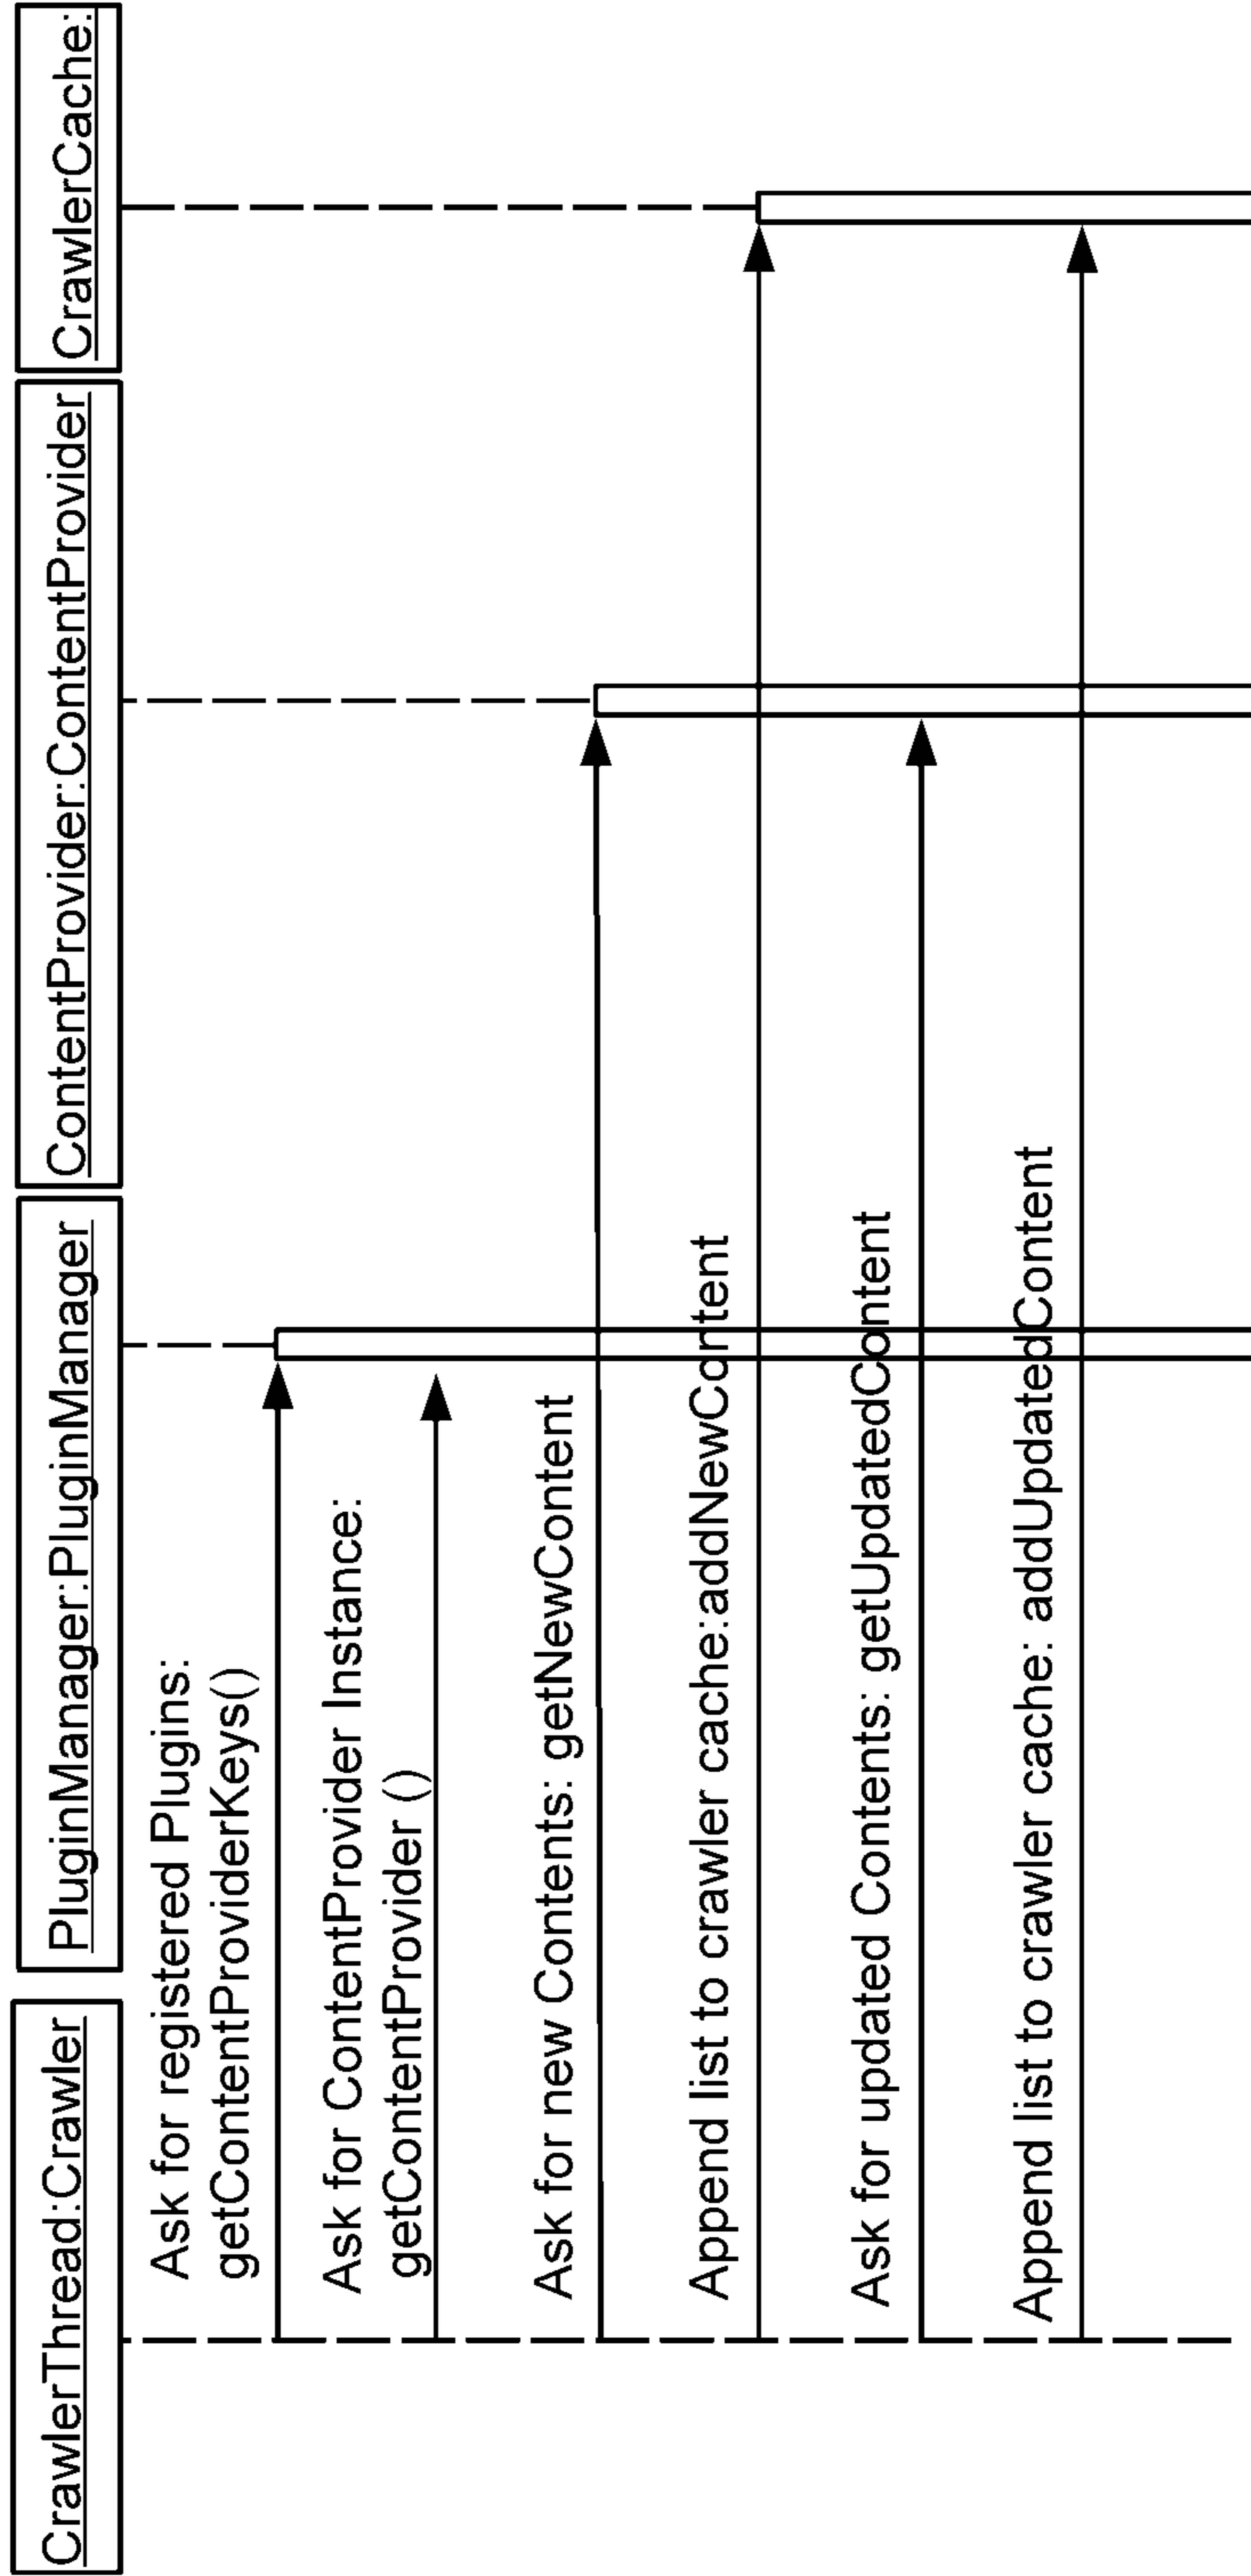 CrawlerThread:Crawler
PluginManager:PluginManager
ContentProvider:ContentProvider
CrawlerCache:
Ask for registered Plugins:
getContentProviderKeys()
Ask for ContentProvider Instance:
getContentProvider ()
Ask for new Contents: getNewContent
Append list to crawler cache:addNewContent
Ask for updated Contents: getUpdatedContent
Append list to crawler cache: addUpdatedContent